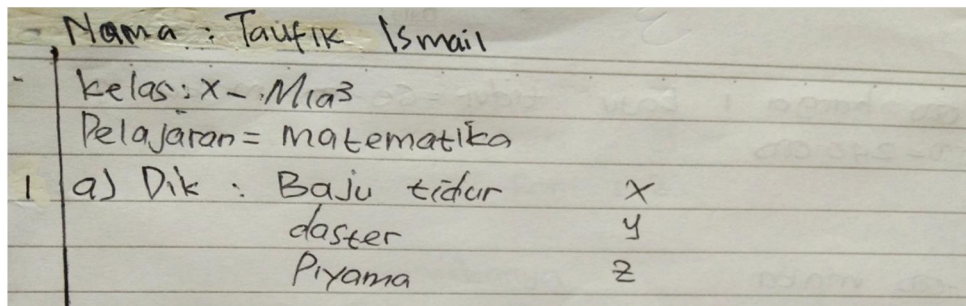 Nama : Taufik Ismail
Kelas : X - Mia3
Pelajaran = matematika
1 a) Dik : Baju tidur x
daster y
Piyama z